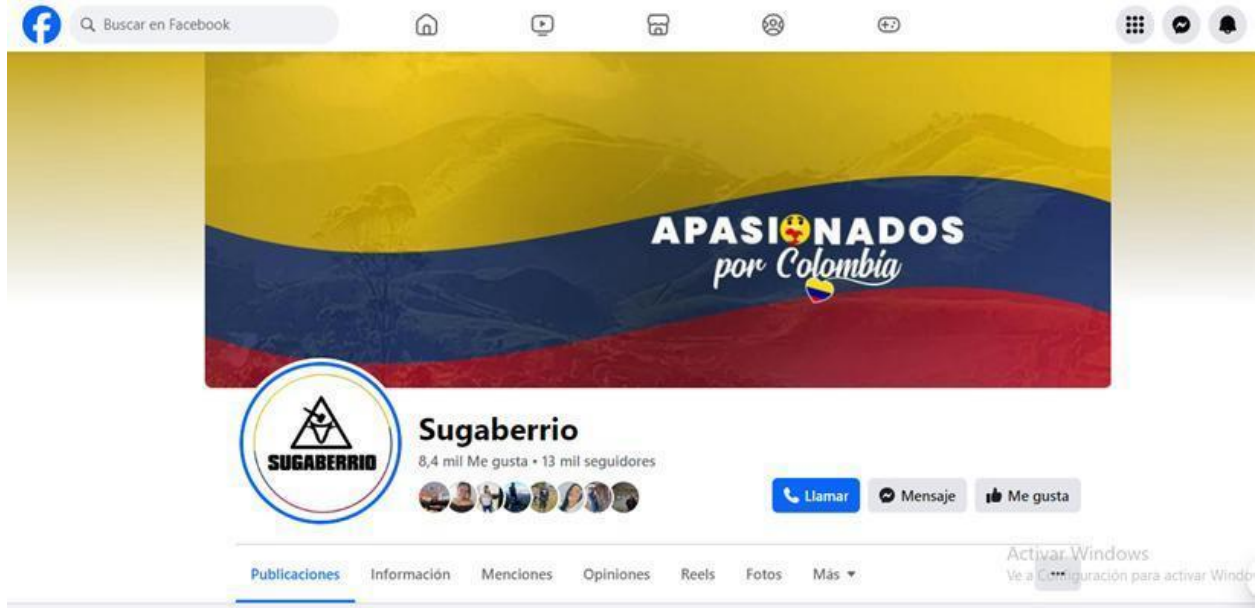 Buscar en Facebook
APASIONADOS
por Colombia
SUGABERRIO
Sugaberrio
8,4 mil Me gusta • 13 mil seguidores
Llamar
Mensaje
Me gusta
Activar Windows
Publicaciones
Información
Menciones
Opiniones
Reels
Fotos
Más
Ve a Configuración para activar Windo